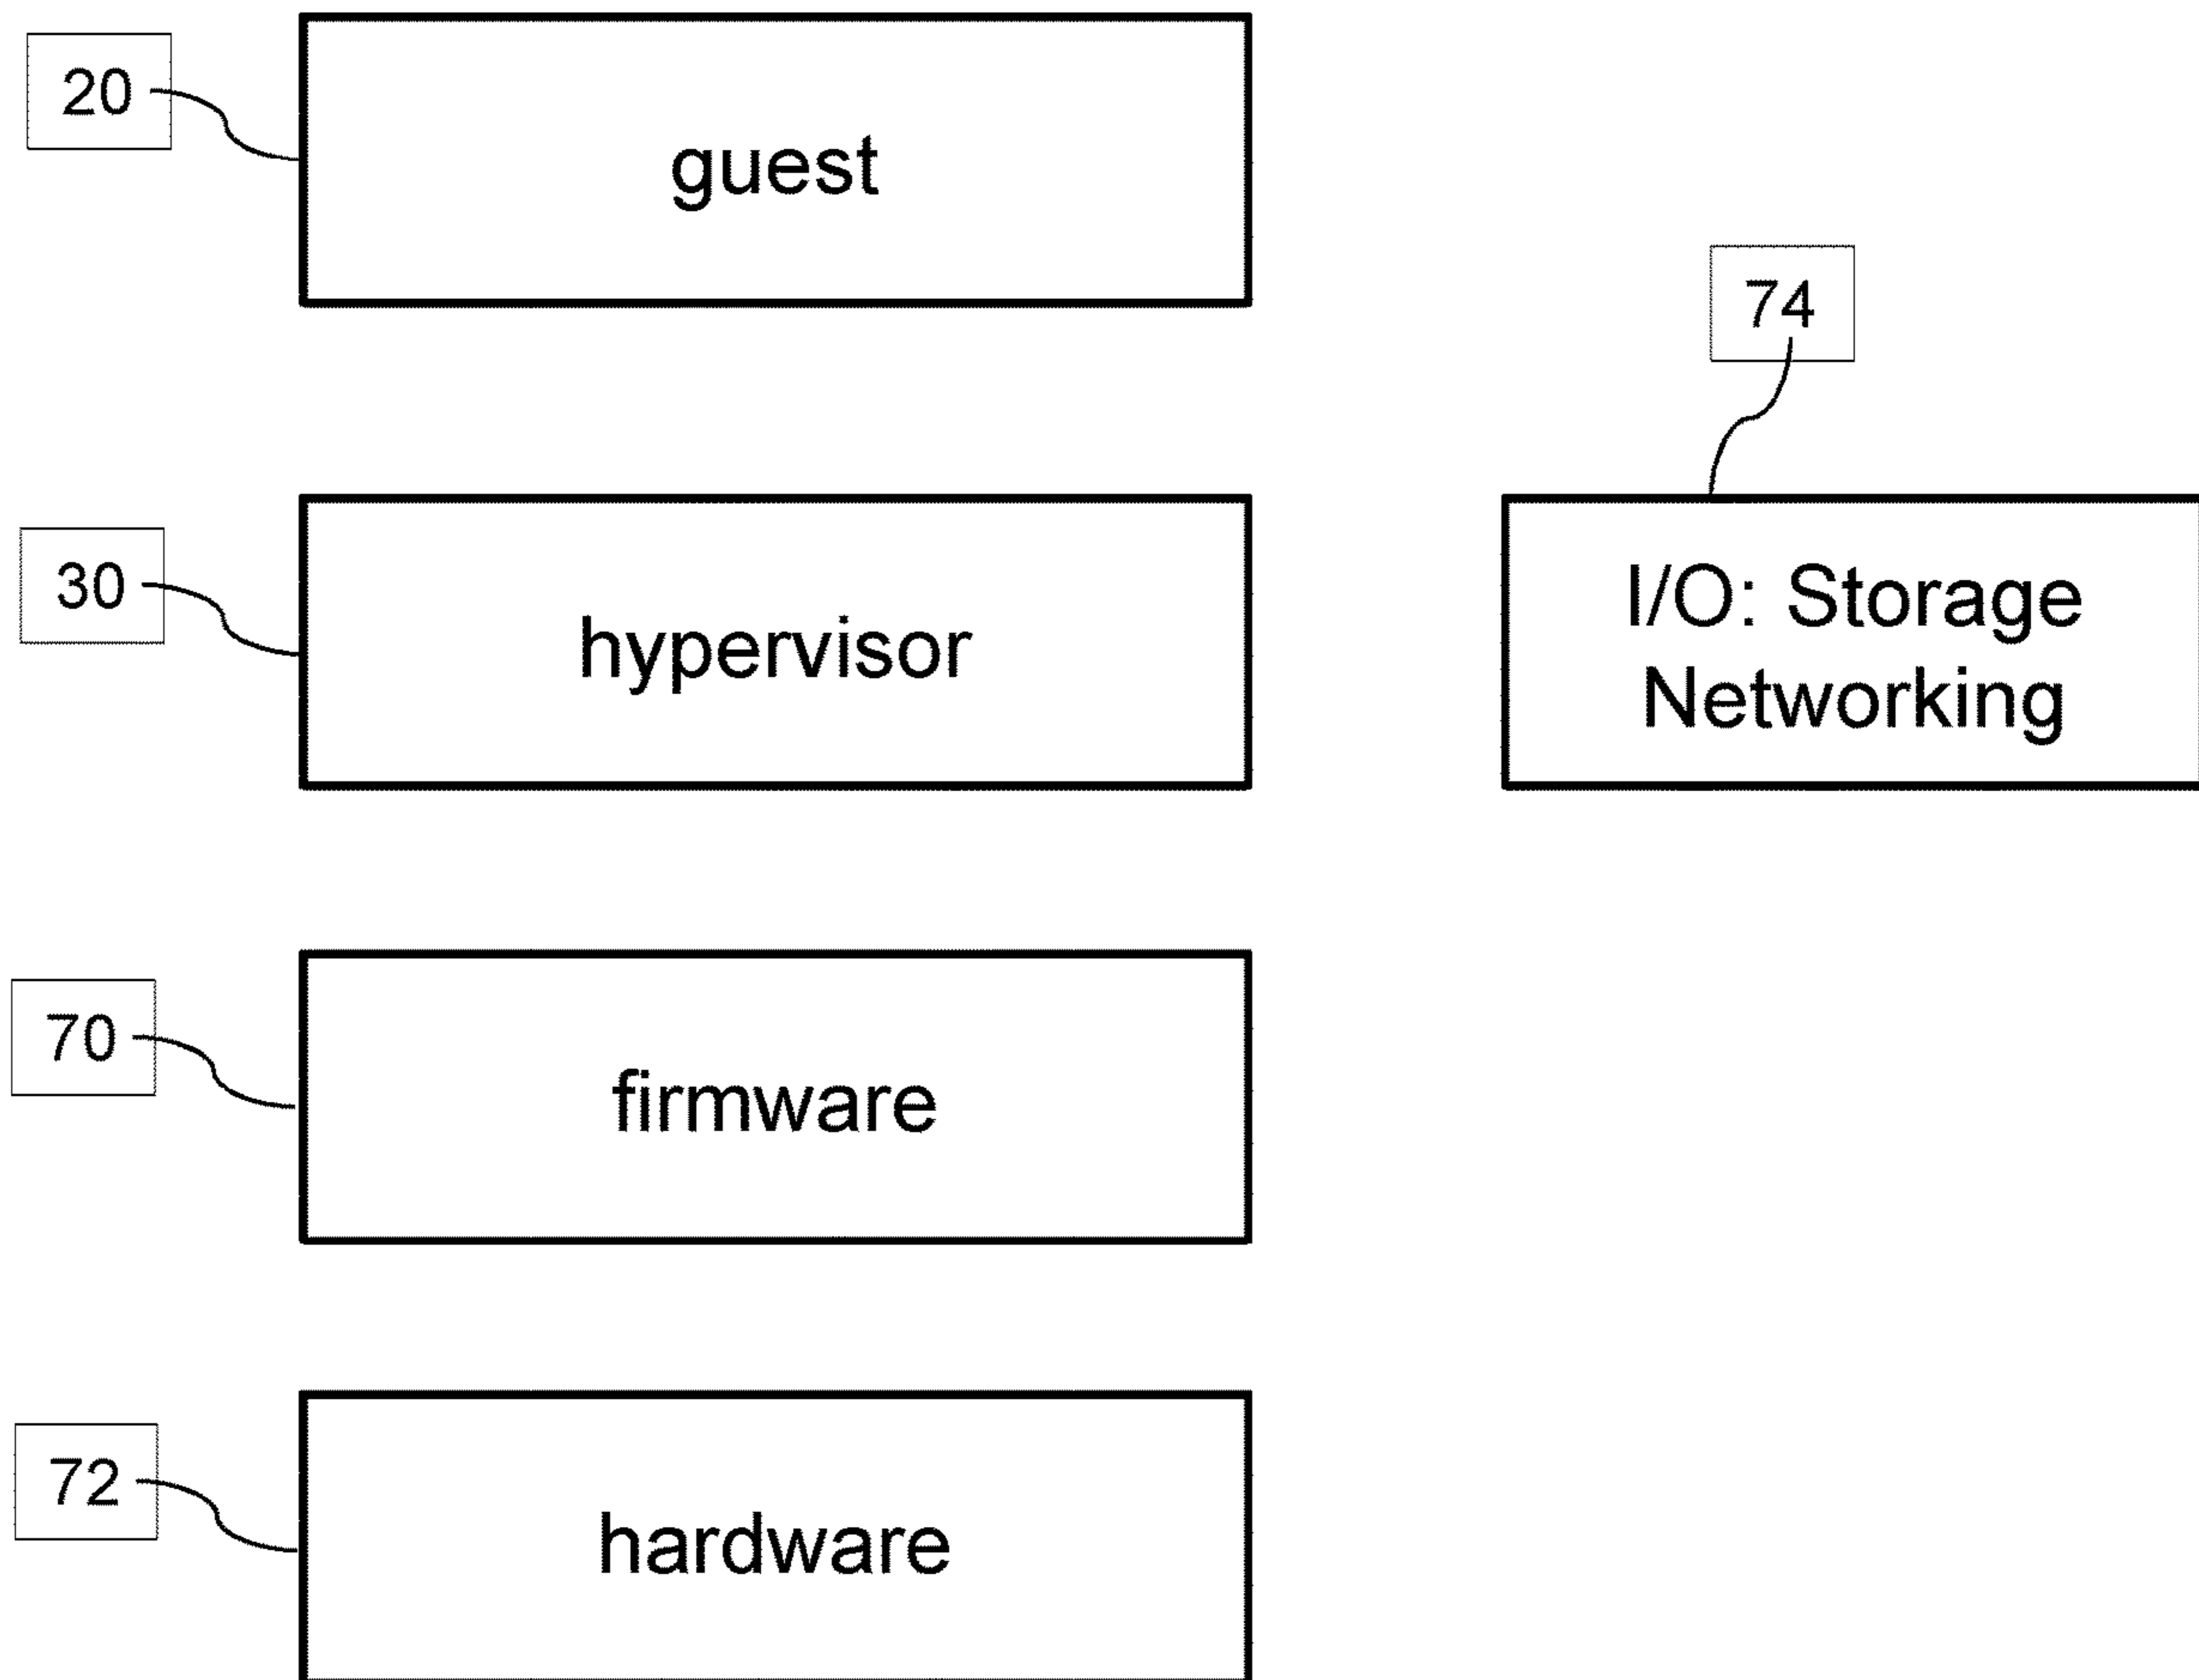 20
guest
74
30
hypervisor
I/O: Storage
Networking
70
firmware
72
hardware